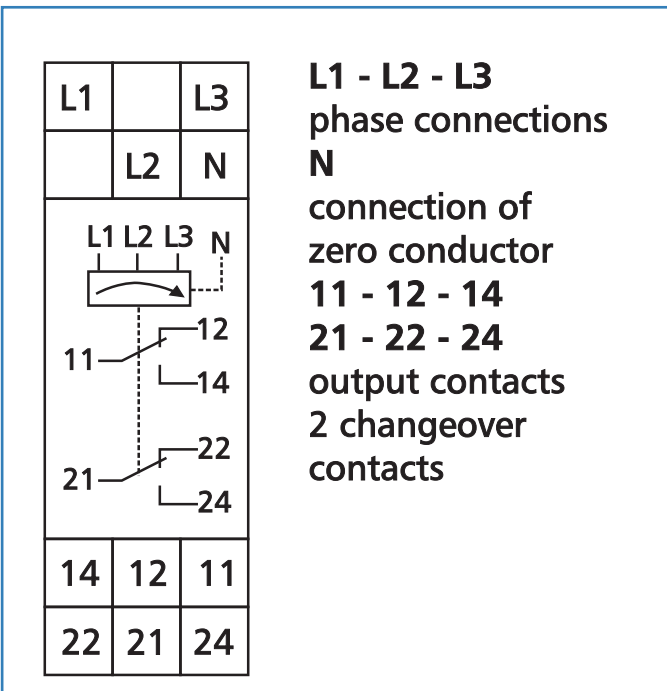 L1 L3
L2 N
L1 L2 L3 N
12
11
14
22
21
24
14 12 11
22 21 24
L1 - L2 - L3
phase connections
N
connection of
zero conductor
11 - 12 - 14
21 - 22 - 24
output contacts
2 changeover
contacts